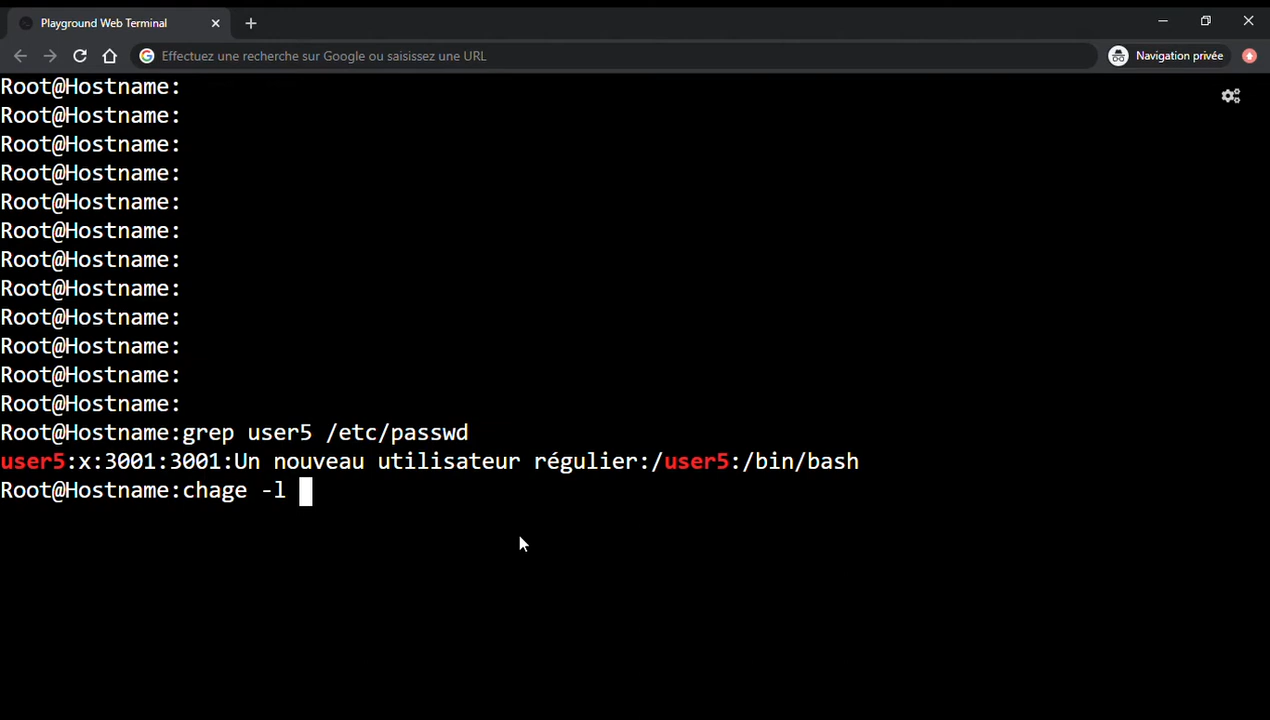 Playground Web Terminal
Effectuez une recherche sur Google ou saisissez une URL
Navigation privée
Root@Hostname:
Root@Hostname:
Root@Hostname:
Root@Hostname:
Root@Hostname:
Root@Hostname:
Root@Hostname:
Root@Hostname:
Root@Hostname:
Root@Hostname:
Root@Hostname:
Root@Hostname:
Root@Hostname:grep user5 /etc/passwd
user5:x:3001:3001:Un nouveau utilisateur régulier:/user5:/bin/bash
Root@Hostname:chage -l